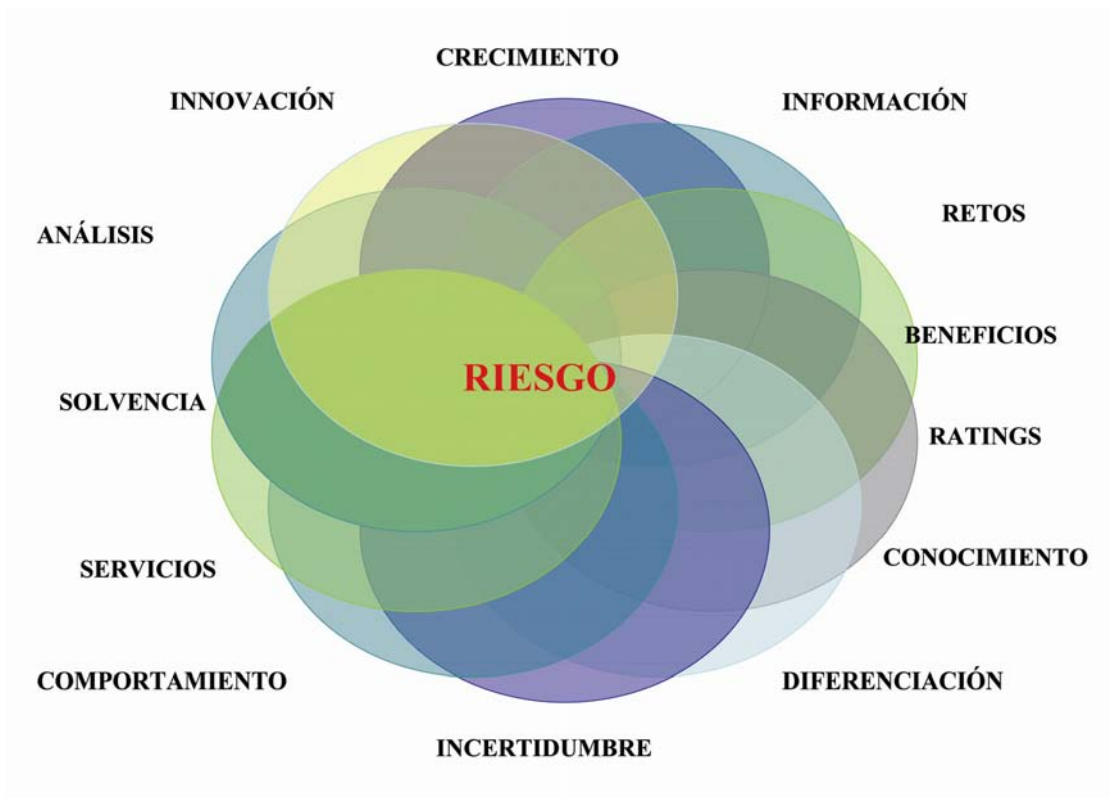 CRECIMIENTO
INNOVACIÓN
INFORMACIÓN
RETOS
ANÁLISIS
BENEFICIOS
RIESGO
SOLVENCIA
RATINGS
CONOCIMIENTO
SERVICIOS
COMPORTAMIENTO
DIFERENCIACIÓN
INCERTIDUMBRE